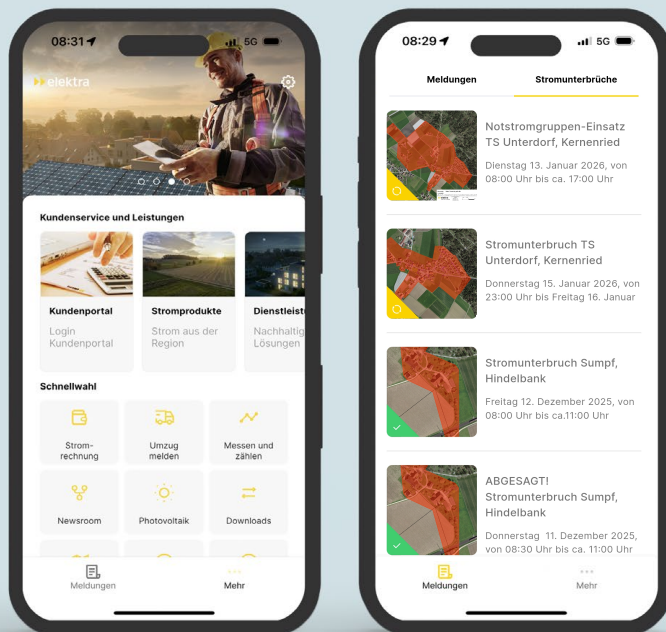 08:31
5G
elektra
Kundenservice und Leistungen
Kundenportal
Login
Kundenportal
Stromprodukte
Strom aus der
Region
Dienstleist
Nachhaltig
Lösungen
Schnellwahl
Strom-
rechnung
Umzug
melden
Messen und
zählen
Newsroom
Photovoltaik
Downloads
Meldungen
Mehr
08:29
5G
Meldungen
Stromunterbrüche
Notstromgruppen-Einsatz
TS Unterdorf, Kernenried
Dienstag 13. Januar 2026, von
08:00 Uhr bis ca. 17:00 Uhr
Stromunterbruch TS
Unterdorf, Kernenried
Donnerstag 15. Januar 2026, von
23:00 Uhr bis Freitag 16. Januar
Stromunterbruch Sumpf,
Hindelbank
Freitag 12. Dezember 2025, von
08:00 Uhr bis ca.11:00 Uhr
ABGESAGT!
Stromunterbruch Sumpf,
Hindelbank
Donnerstag 11. Dezember 2025,
von 08:30 Uhr bis ca. 11:00 Uhr
Meldungen
Mehr